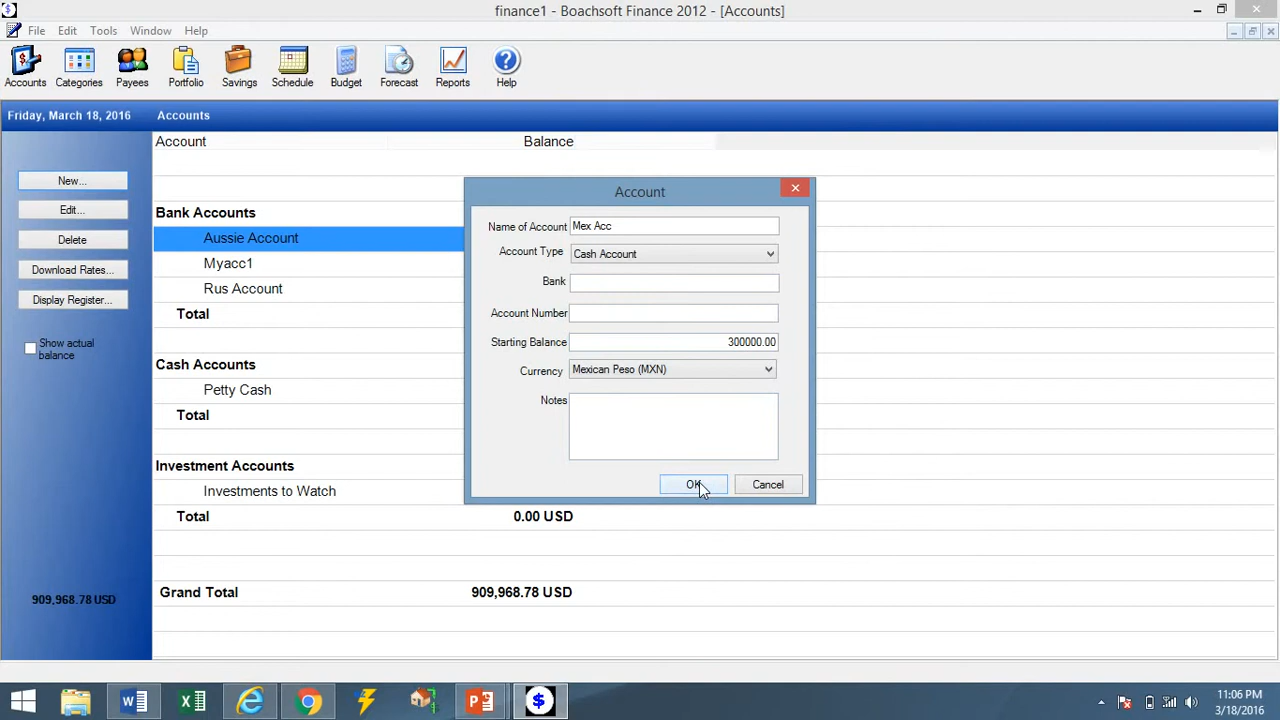 finance1 - Boachsoft Finance 2012 - [Accounts]
File Edit Tools Window Help
Accounts Categories Payees Portfolio Savings Schedule Budget Forecast Reports Help
Friday, March 18, 2016 Accounts
Account Balance
New...
Edit...
Delete
Download Rates...
Display Register...
Show actual
balance
909,968.78 USD
Bank Accounts
Aussie Account
Myacc1
Rus Account
Total
Cash Accounts
Petty Cash
Total
Investment Accounts
Investments to Watch
Total 0.00 USD
Grand Total 909,968.78 USD
Account
Name of Account Mex Acc
Account Type Cash Account
Bank
Account Number
Starting Balance 300000.00
Currency Mexican Peso (MXN)
Notes
OK Cancel
11:06 PM
3/18/2016